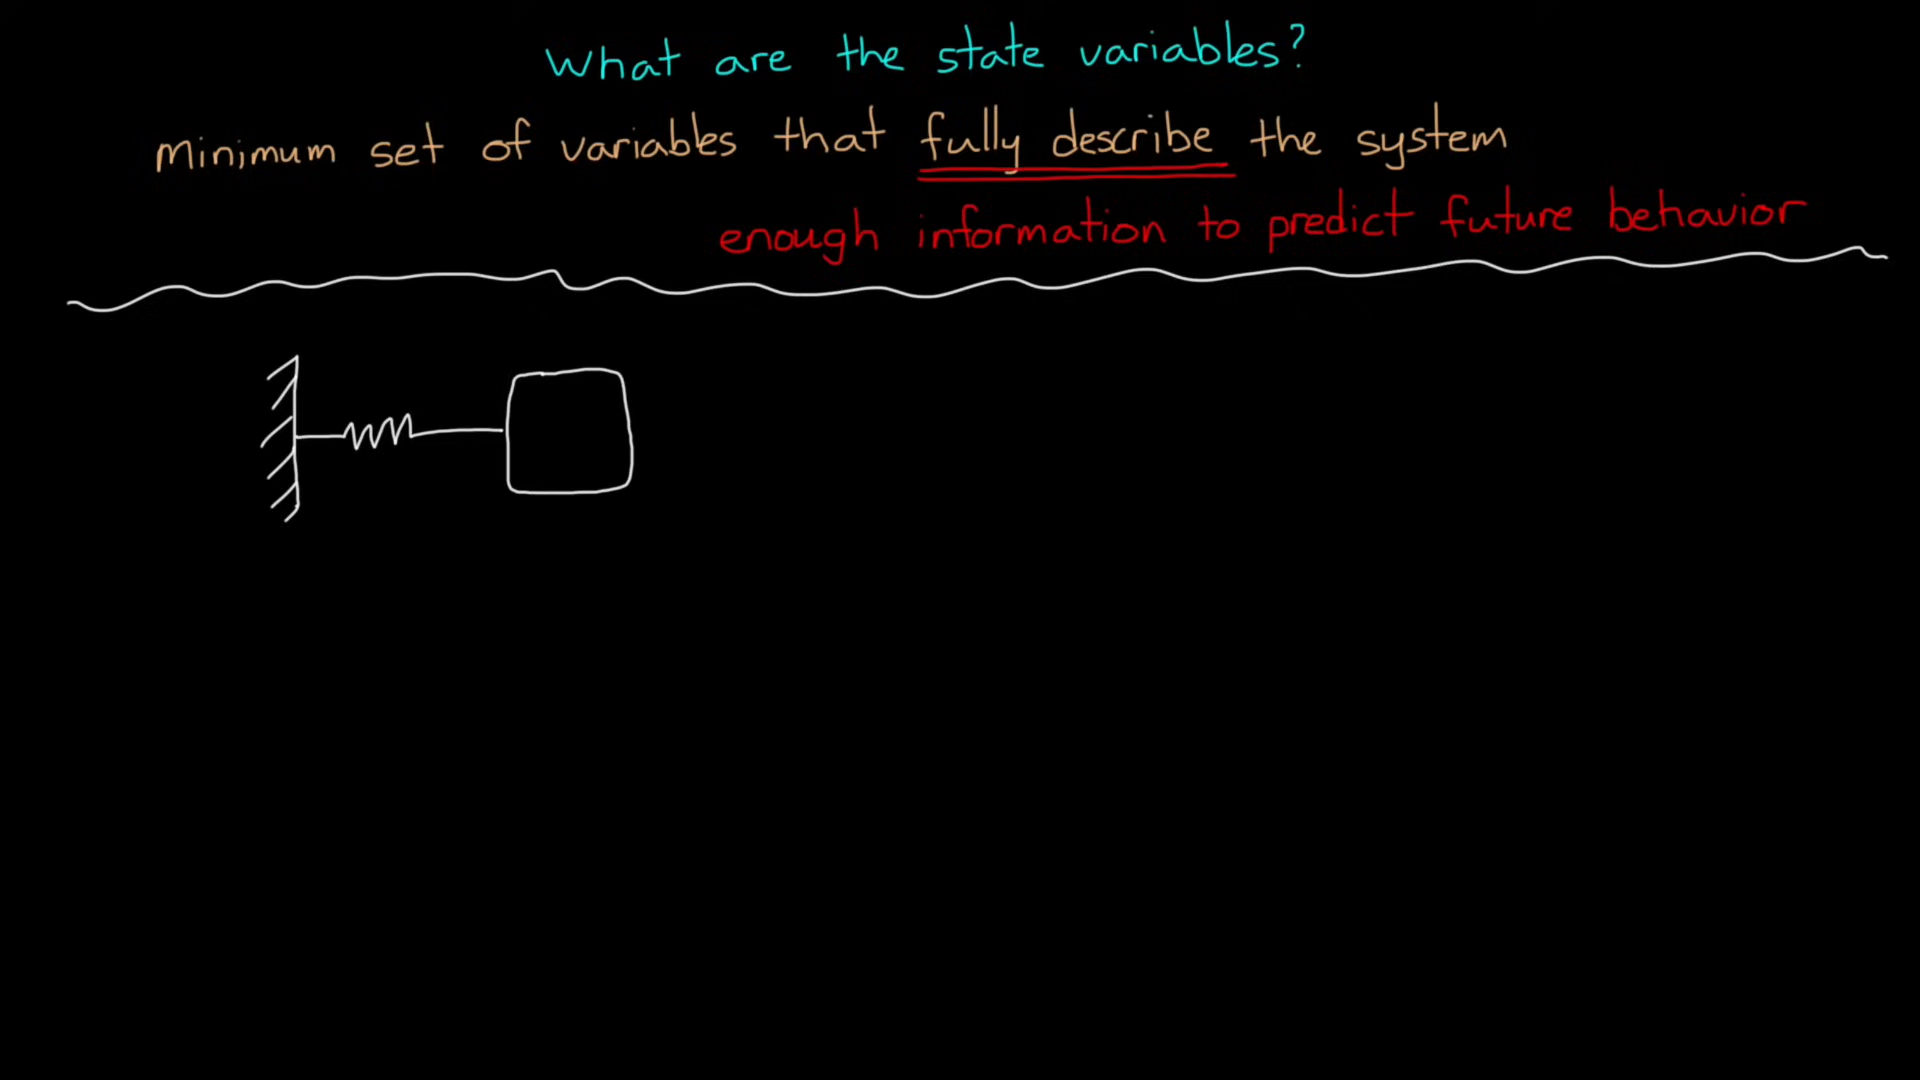 What are the state variables?
minimum set of variables that fully describe the system
enough information to predict future behavior